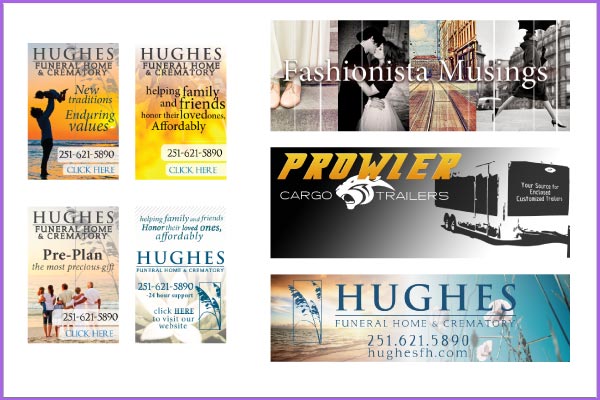 HUGHES
FUNERAL HOME
& CREMATORY
New
traditions
Enduring
values
251-621-5890
CLICK HERE
HUGHES
FUNERAL HOME
& CREMATORY
helping family
and friends
honor their loved ones,
Affordably
251-621-5890
CLICK HERE
HUGHES
FUNERAL HOME
& CREMATORY
Pre-Plan
the most precious gift
251-621-5890
CLICK HERE
helping family and friends
Honor their loved ones,
affordably
HUGHES
FUNERAL HOME & CREMATORY
251-621-5890
-24 hour support
click HERE
to visit our
website
Fashionista Musings
PROWLER
CARGO TRAILERS
Your Source for
Enclosed
Customized Trailers
HUGHES
FUNERAL HOME & CREMATORY
251.621.5890
hughesfh.com